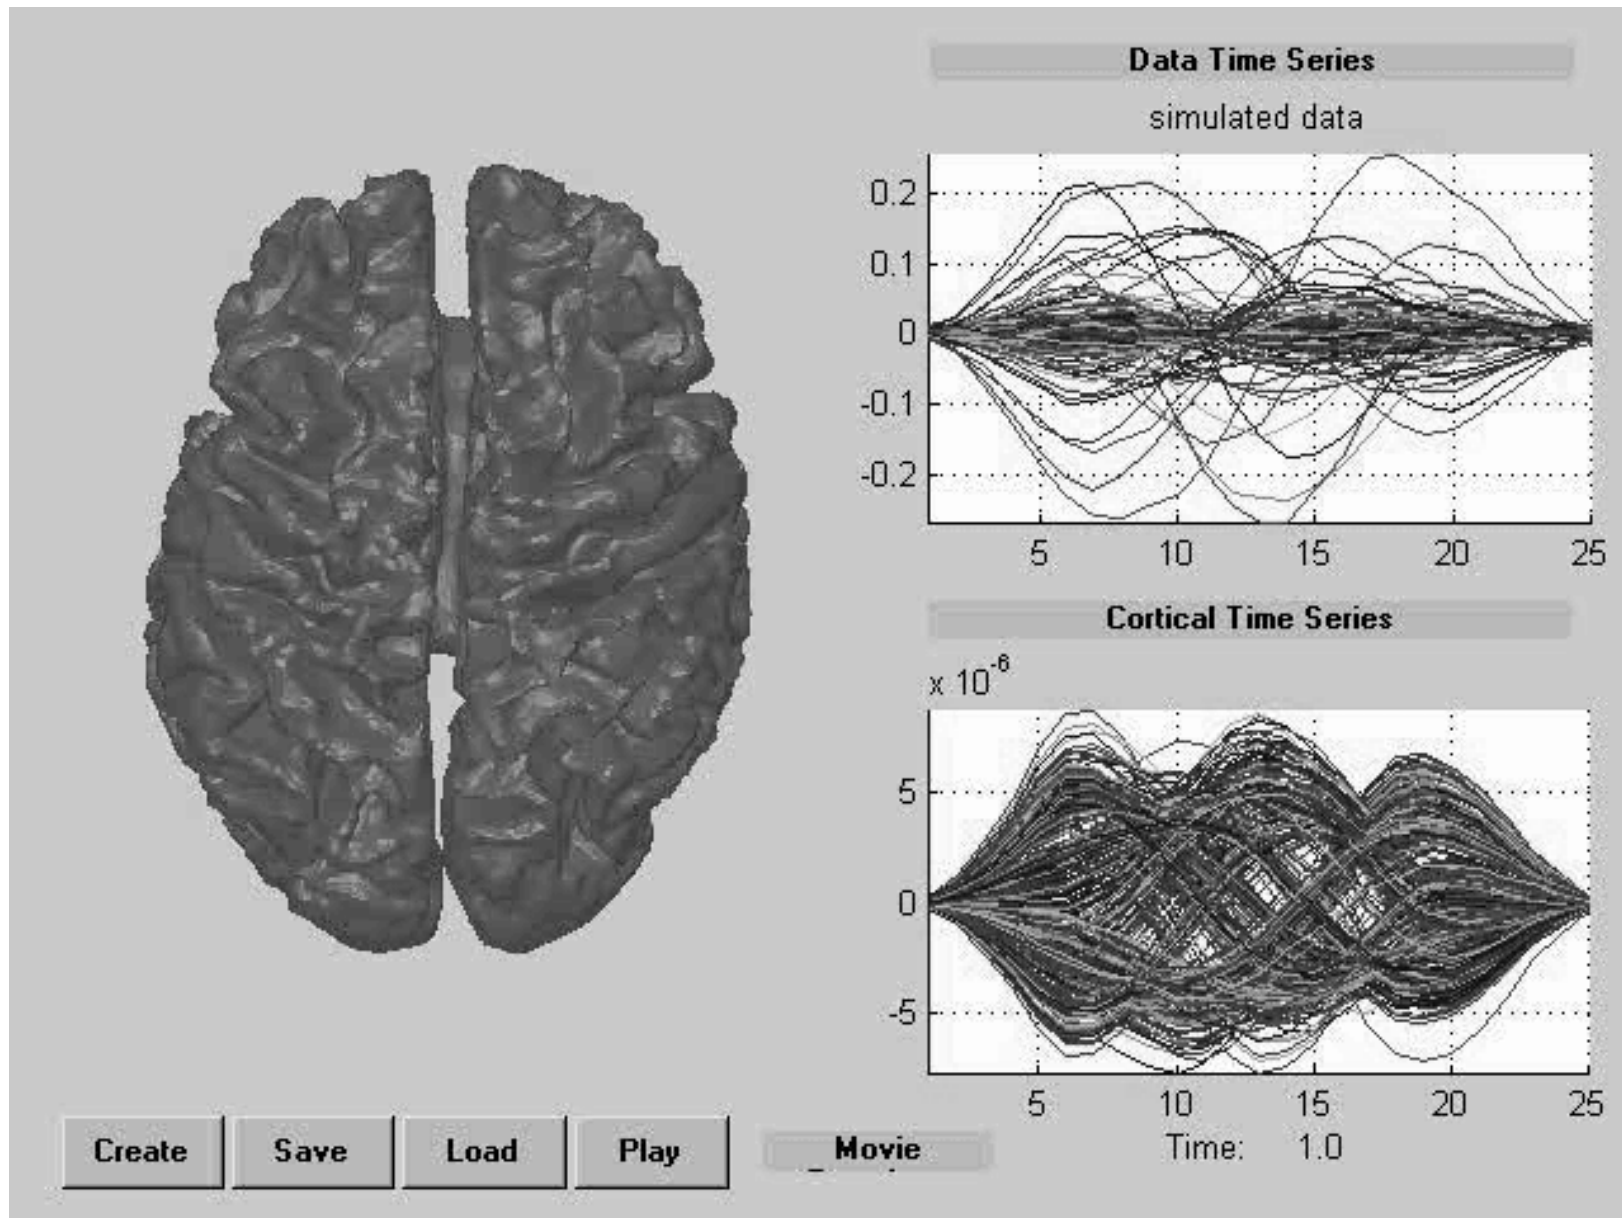 Data Time Series
simulated data
0.2
0.1
0
-0.1
-0.2
5 10 15 20 25
Cortical Time Series
x 10^-6
5
0
-5
5 10 15 20 25
Time: 1.0
Create Save Load Play Movie